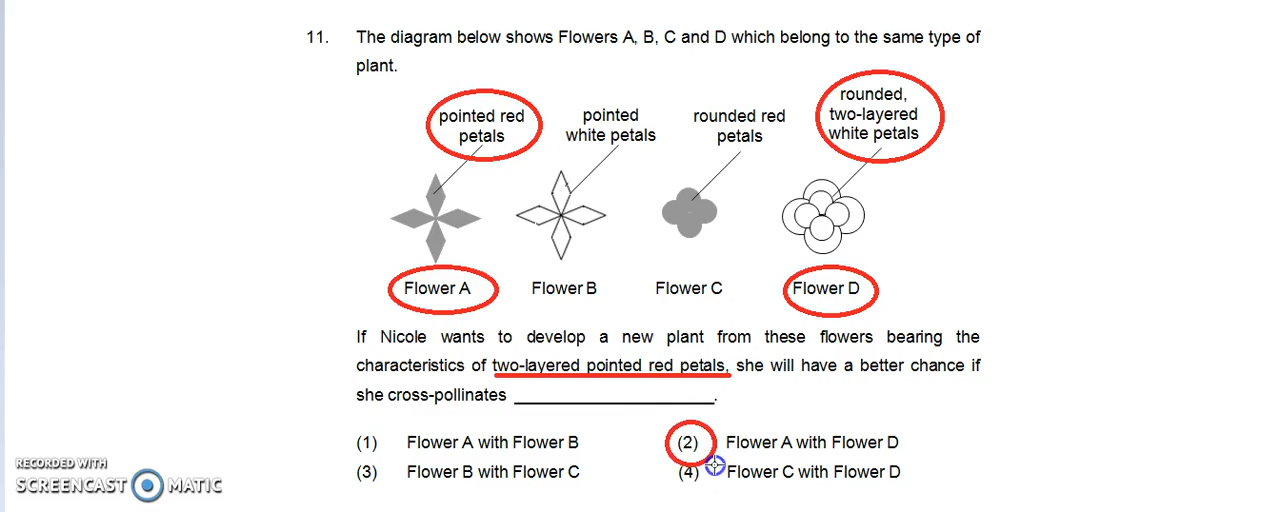 11. The diagram below shows Flowers A, B, C and D which belong to the same type of
plant.
pointed red
petals
pointed
white petals
rounded red
petals
rounded,
two-layered
white petals
Flower A Flower B Flower C Flower D
If Nicole wants to develop a new plant from these flowers bearing the
characteristics of two-layered pointed red petals, she will have a better chance if
she cross-pollinates ____________________.
(1) Flower A with Flower B (2) Flower A with Flower D
(3) Flower B with Flower C (4) Flower C with Flower D
RECORDED WITH
SCREENCAST MATIC